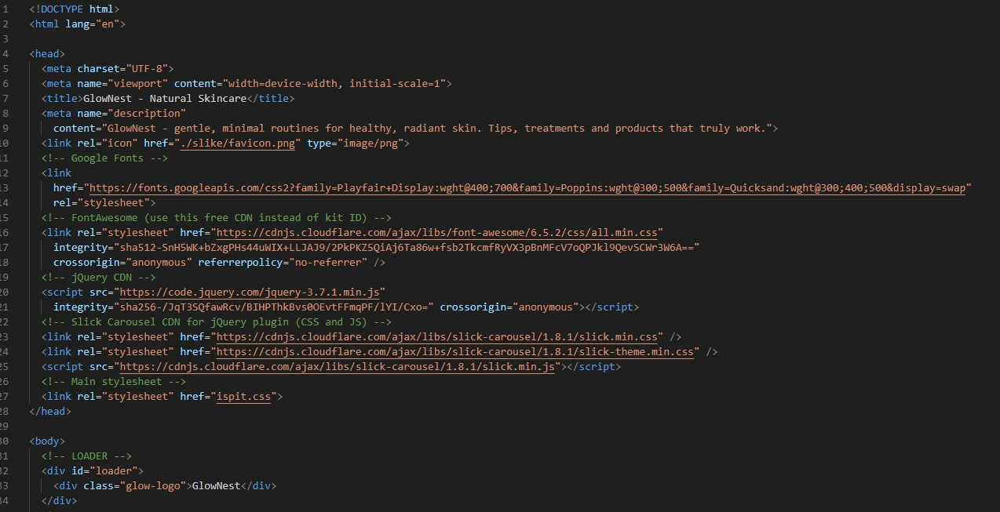 1 <!DOCTYPE html>
2 <html lang="en">
3
4 <head>
5 <meta charset="UTF-8">
6 <meta name="viewport" content="width=device-width, initial-scale=1">
7 <title>GlowNest - Natural Skincare</title>
8 <meta name="description"
9 content="GlowNest - gentle, minimal routines for healthy, radiant skin. Tips, treatments and products that truly work.">
10 <link rel="icon" href="./slike/favicon.png" type="image/png">
11 <!-- Google Fonts -->
12 <link
13 href="https://fonts.googleapis.com/css2?family=Playfair+Display:wght@400;700&family=Poppins:wght@300;500&family=Quicksand:wght@300;400;500&display=swap"
14 rel="stylesheet">
15 <!-- FontAwesome (use this free CDN instead of kit ID) -->
16 <link rel="stylesheet" href="https://cdnjs.cloudflare.com/ajax/libs/font-awesome/6.5.2/css/all.min.css"
17 integrity="sha512-SnH5WK+bZxgPHs44uWIX+LLJAJ9/2PkPKZ5QiAj6Ta86w+fsb2TkcmfRyVX3pBnMFcV7oQPJkl9QevSCWr3W6A=="
18 crossorigin="anonymous" referrerpolicy="no-referrer" />
19 <!-- jQuery CDN -->
20 <script src="https://code.jquery.com/jquery-3.7.1.min.js"
21 integrity="sha256-/JqT3SQfawRcv/BIHPThkBvs0OEvtFFmqPF/lYI/Cxo=" crossorigin="anonymous"></script>
22 <!-- Slick Carousel CDN for jQuery plugin (CSS and JS) -->
23 <link rel="stylesheet" href="https://cdnjs.cloudflare.com/ajax/libs/slick-carousel/1.8.1/slick.min.css" />
24 <link rel="stylesheet" href="https://cdnjs.cloudflare.com/ajax/libs/slick-carousel/1.8.1/slick-theme.min.css" />
25 <script src="https://cdnjs.cloudflare.com/ajax/libs/slick-carousel/1.8.1/slick.min.js"></script>
26 <!-- Main stylesheet -->
27 <link rel="stylesheet" href="ispit.css">
28 </head>
29
30 <body>
31 <!-- LOADER -->
32 <div id="loader">
33 <div class="glow-logo">GlowNest</div>
34 </div>